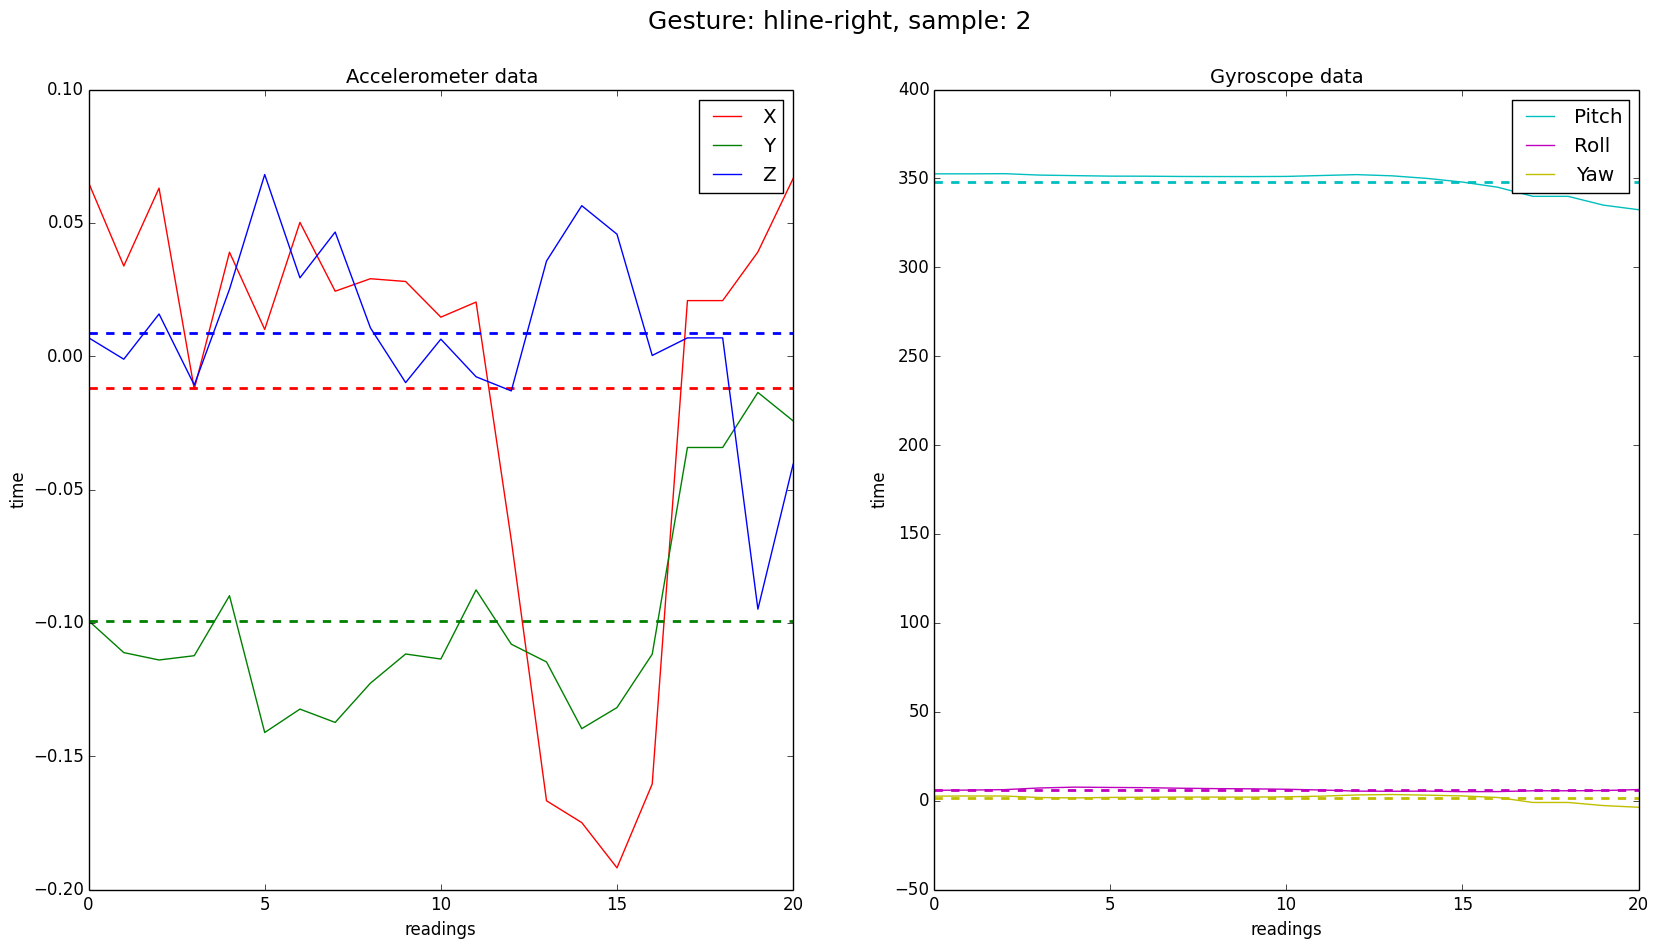 Gesture: hline-right, sample: 2
Accelerometer data
0.10
0.05
0.00
−0.05
−0.10
−0.15
−0.20
time
0 5 10 15 20
readings
X
Y
Z
Gyroscope data
400
350
300
250
200
150
100
50
0
−50
time
0 5 10 15 20
readings
Pitch
Roll
Yaw